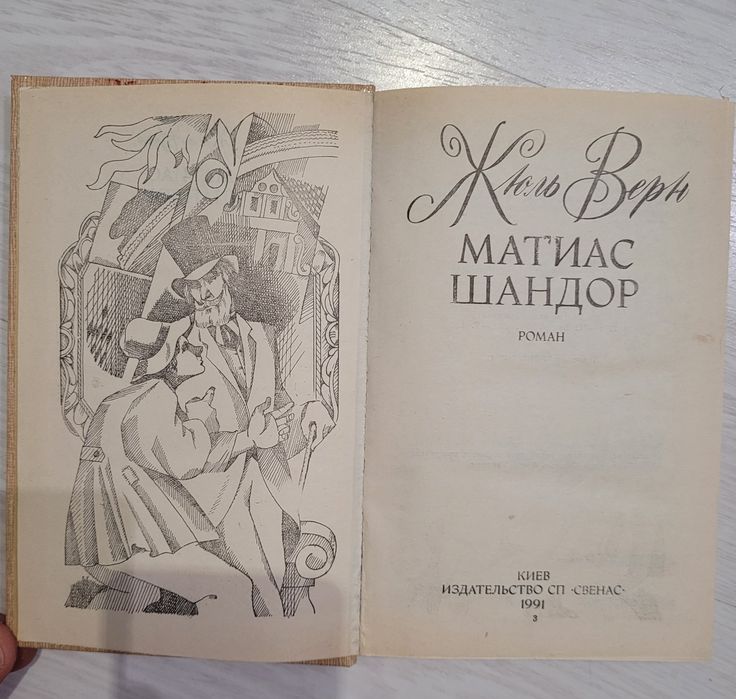 Жюль Верн
МАТИАС
ШАНДОР
РОМАН
КИЕВ
ИЗДАТЕЛЬСТВО СП «СВЕНАС»
1991
3